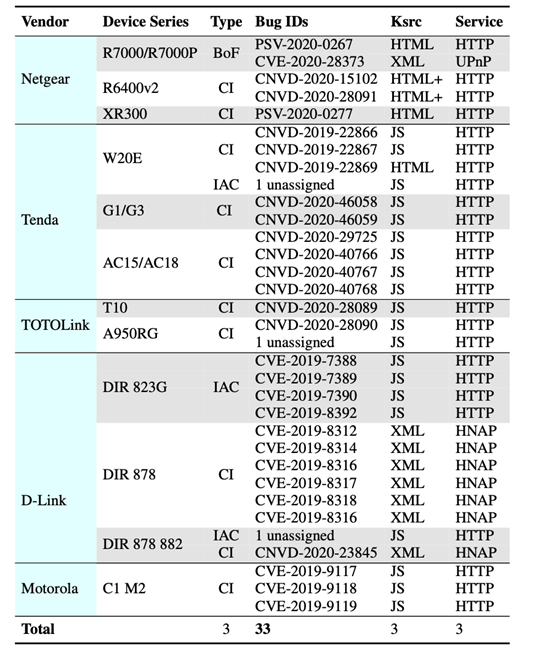 Vendor Device Series Type Bug IDs Ksrc Service
Netgear R7000/R7000P BoF PSV-2020-0267 HTML HTTP
CVE-2020-28373 XML UPnP
R6400v2 CI CNVD-2020-15102 HTML+ HTTP
CNVD-2020-28091 HTML+ HTTP
XR300 CI PSV-2020-0277 HTML HTTP
Tenda W20E CI CNVD-2019-22866 JS HTTP
CNVD-2019-22867 JS HTTP
CNVD-2019-22869 HTML HTTP
IAC 1 unassigned JS HTTP
G1/G3 CI CNVD-2020-46058 JS HTTP
CNVD-2020-46059 JS HTTP
AC15/AC18 CI CNVD-2020-29725 JS HTTP
CNVD-2020-40766 JS HTTP
CNVD-2020-40767 JS HTTP
CNVD-2020-40768 JS HTTP
TOTOLink T10 CI CNVD-2020-28089 JS HTTP
A950RG CI CNVD-2020-28090 JS HTTP
1 unassigned JS HTTP
D-Link DIR 823G IAC CVE-2019-7388 JS HTTP
CVE-2019-7389 JS HTTP
CVE-2019-7390 JS HTTP
CVE-2019-8392 JS HTTP
DIR 878 CI CVE-2019-8312 XML HNAP
CVE-2019-8314 XML HNAP
CVE-2019-8316 XML HNAP
CVE-2019-8317 XML HNAP
CVE-2019-8318 XML HNAP
CVE-2019-8316 XML HNAP
DIR 878 882 IAC 1 unassigned JS HTTP
CI CNVD-2020-23845 XML HNAP
Motorola C1 M2 CI CVE-2019-9117 JS HTTP
CVE-2019-9118 JS HTTP
CVE-2019-9119 JS HTTP
Total 3 33 3 3